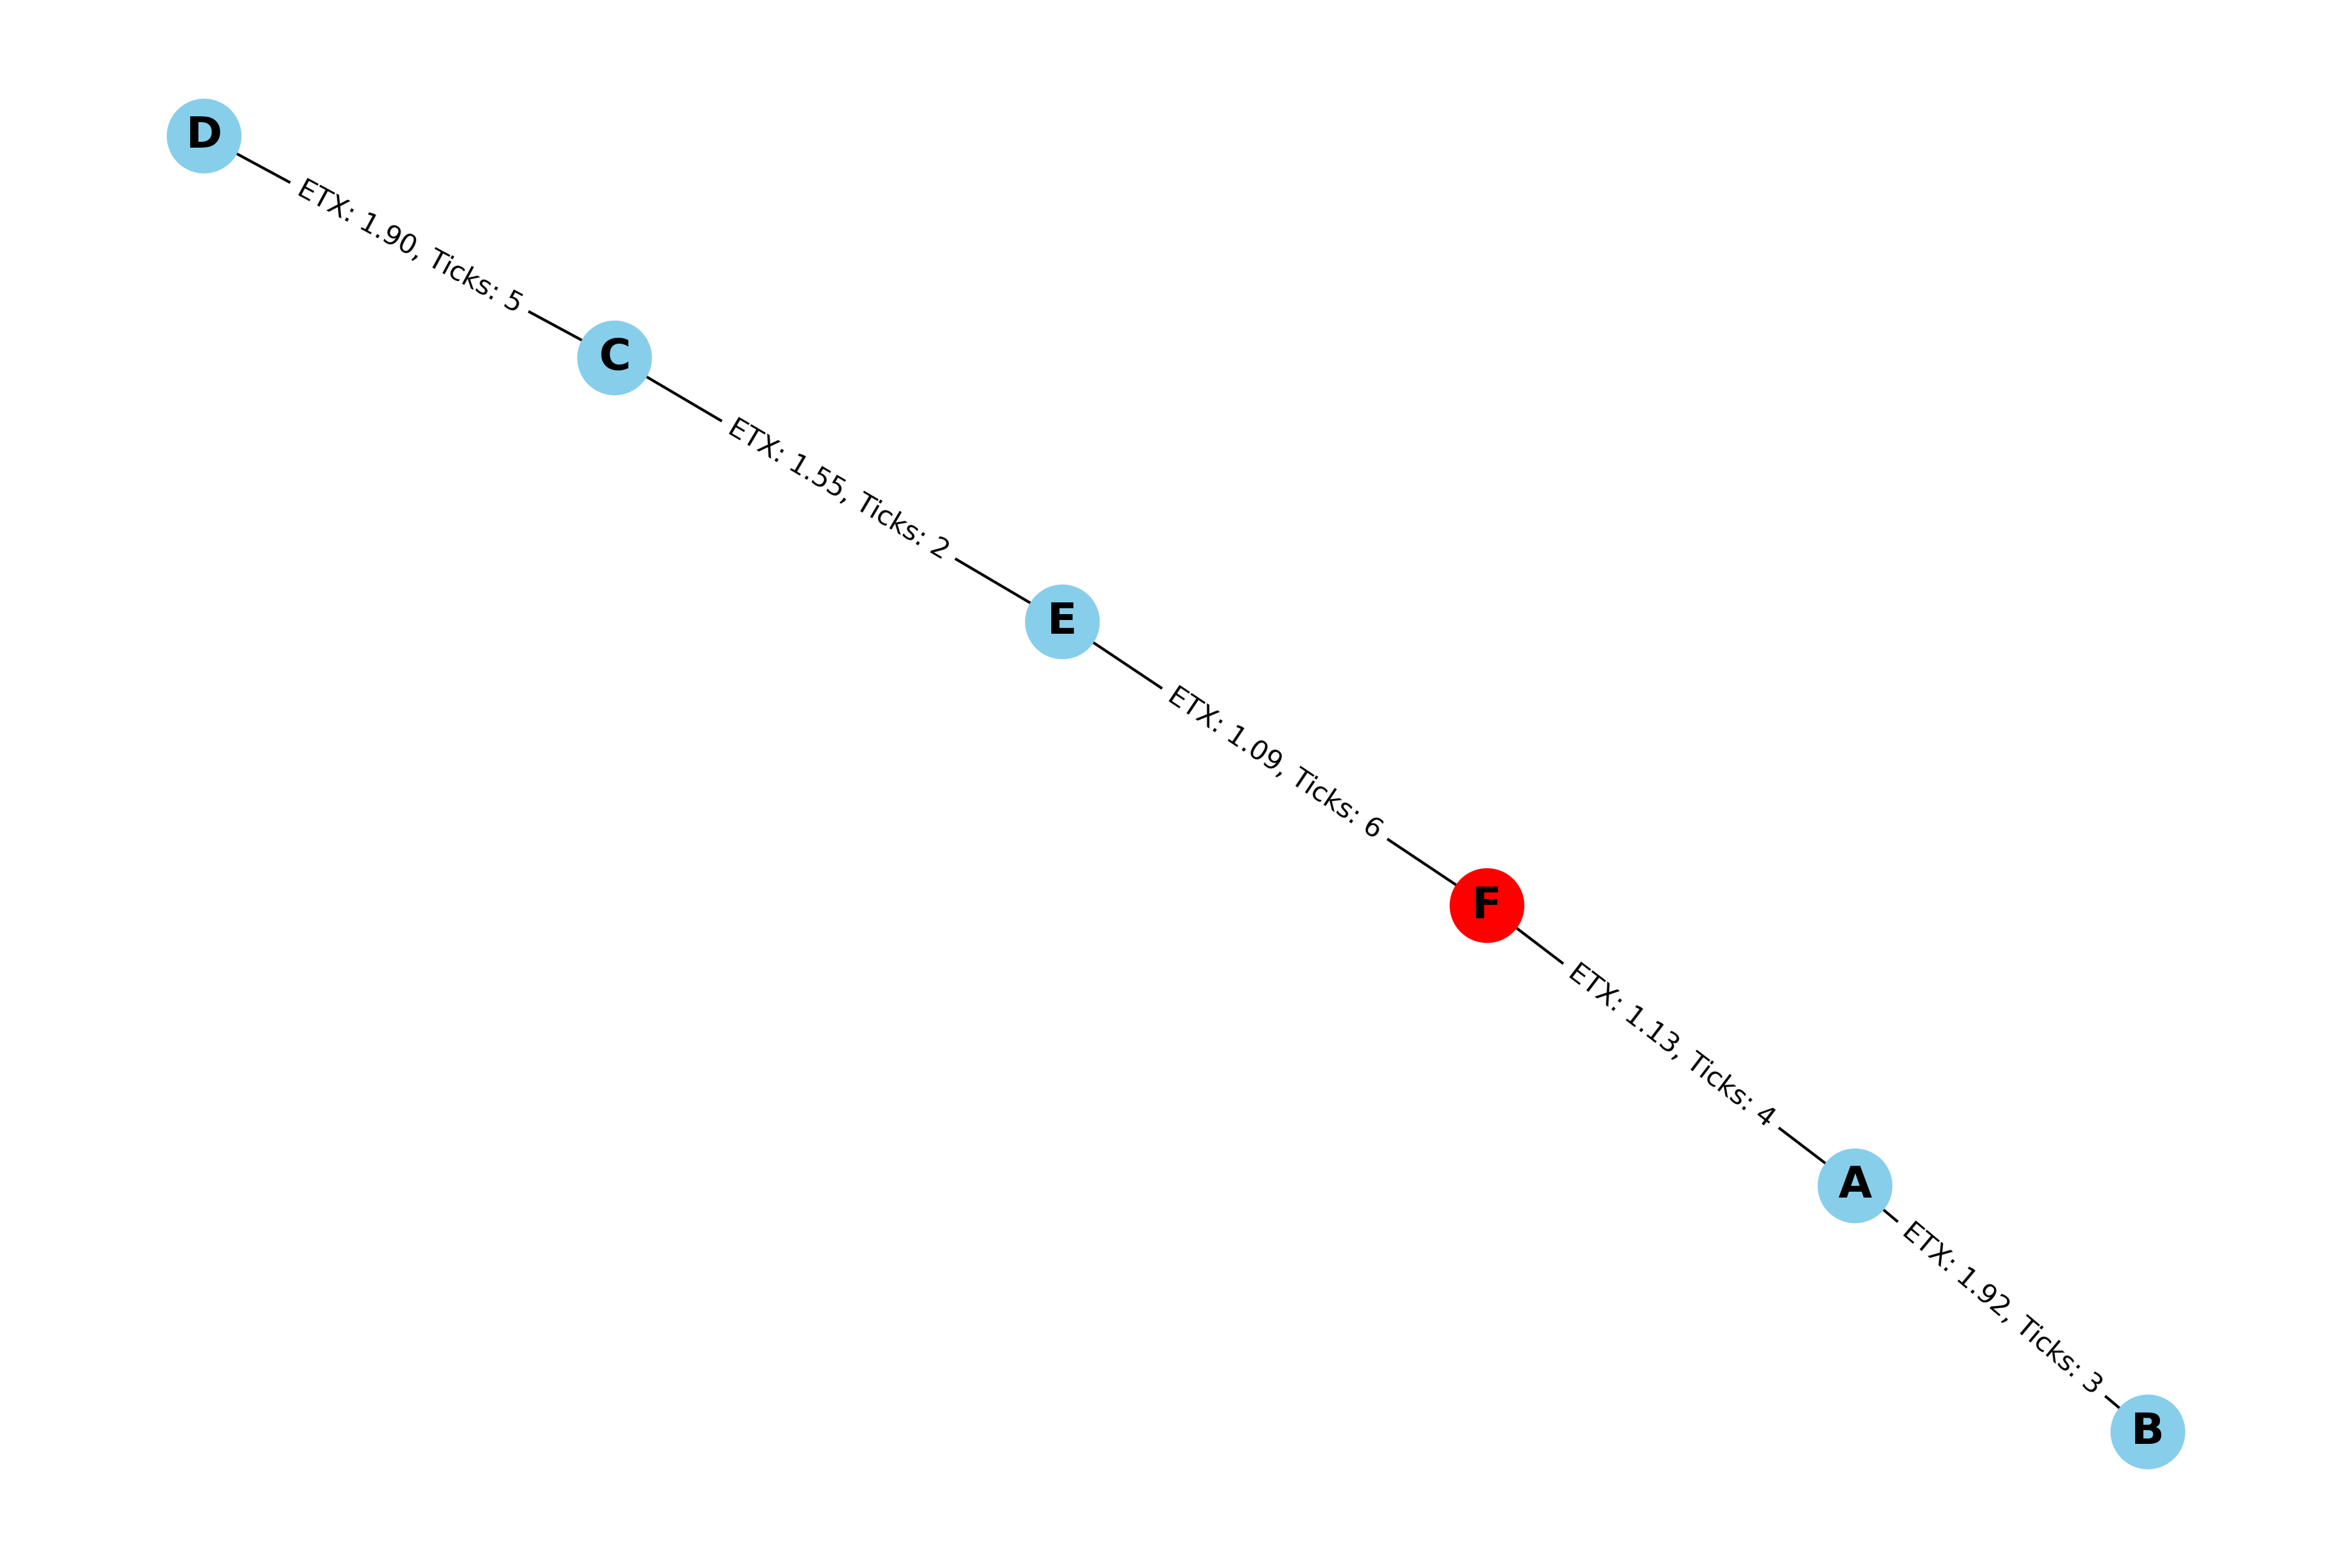 D
ETX: 1.90, Ticks: 5
C
ETX: 1.55, Ticks: 2
E
ETX: 1.09, Ticks: 6
F
ETX: 1.13, Ticks: 4
A
ETX: 1.92, Ticks: 3
B